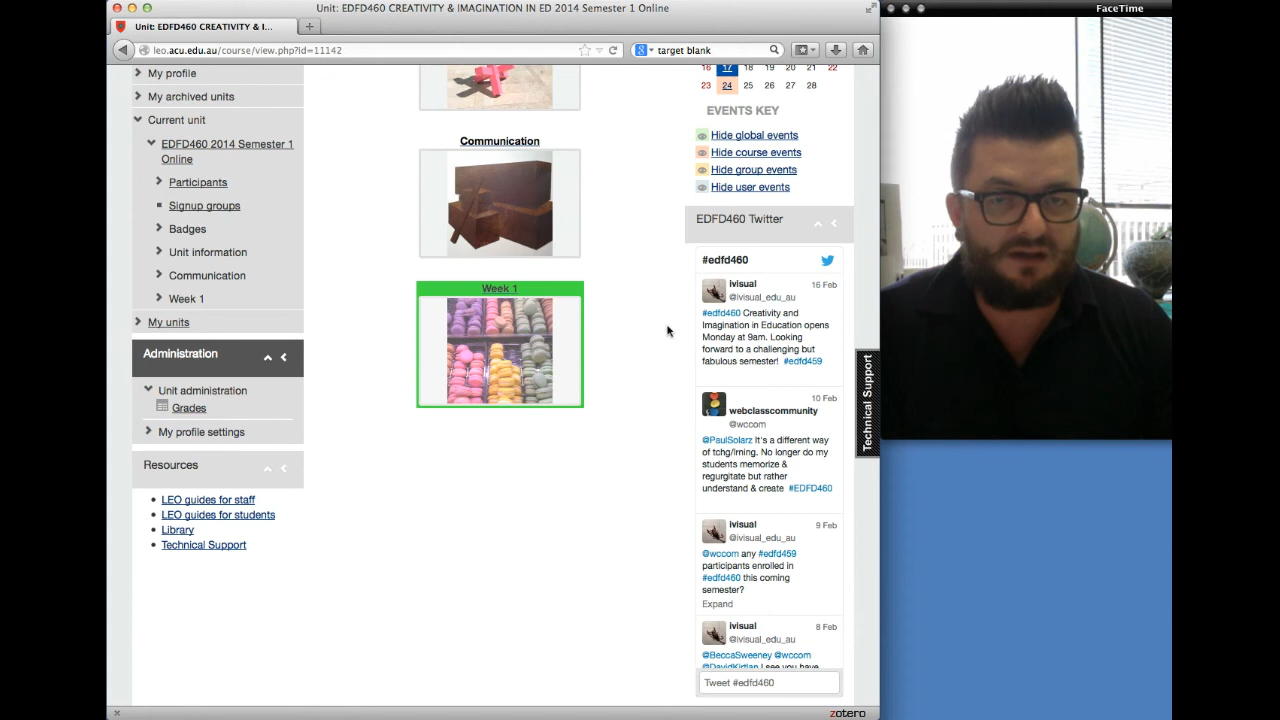 Unit: EDFD460 CREATIVITY & IMAGINATION IN ED 2014 Semester 1 Online
FaceTime
Unit: EDFD460 CREATIVITY & I...
leo.acu.edu.au/course/view.php?id=11142
target blank
My profile
My archived units
Current unit
EDFD460 2014 Semester 1
Online
Participants
Signup groups
Badges
Unit information
Communication
Week 1
My units
Administration
Unit administration
Grades
My profile settings
Resources
LEO guides for staff
LEO guides for students
Library
Technical Support
Communication
Week 1
16 17 18 19 20 21 22
23 24 25 26 27 28
EVENTS KEY
Hide global events
Hide course events
Hide group events
Hide user events
EDFD460 Twitter
#edfd460
ivisual 16 Feb
@ivisual_edu_au
#edfd460 Creativity and
Imagination in Education opens
Monday at 9am. Looking
forward to a challenging but
fabulous semester! #edfd459
10 Feb
webclasscommunity
@wccom
@PaulSolarz It's a different way
of tchg/lrning. No longer do my
students memorize &
regurgitate but rather
understand & create #EDFD460
ivisual 9 Feb
@ivisual_edu_au
@wccom any #edfd459
participants enrolled in
#edfd460 this coming
semester?
Expand
ivisual 8 Feb
@ivisual_edu_au
@BeccaSweeney @wccom
@DavidKirtlan I see you have
Tweet #edfd460
Technical Support
zotero